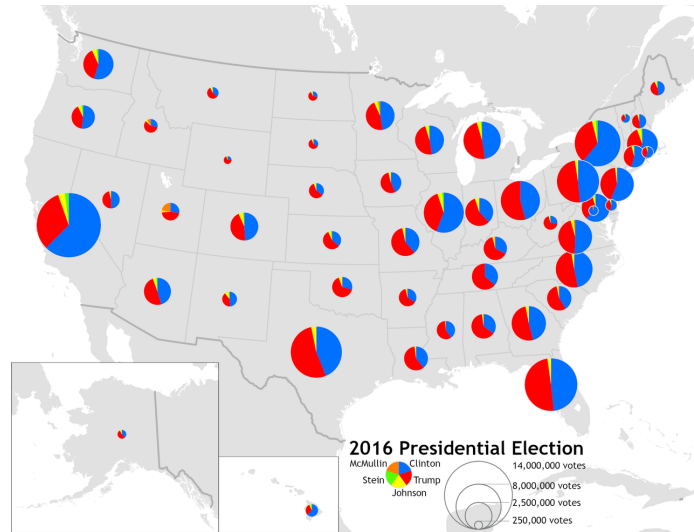 2016 Presidential Election
McMullin Clinton
Stein Trump
Johnson
14,000,000 votes
8,000,000 votes
2,500,000 votes
250,000 votes